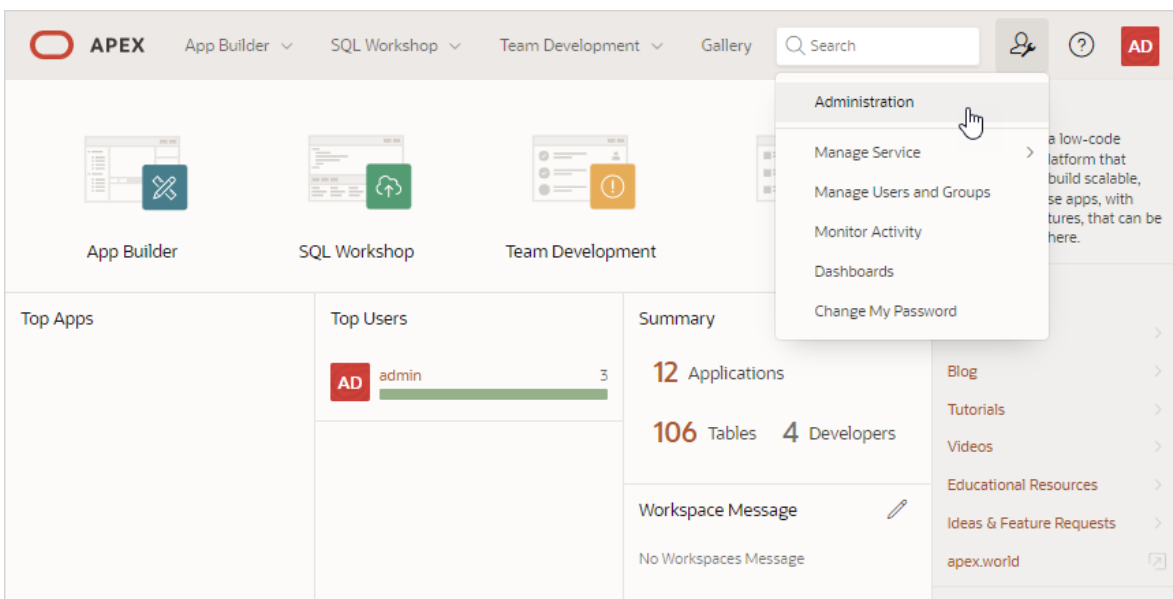 APEX
App Builder
SQL Workshop
Team Development
Gallery
Search
AD
Administration
Manage Service
Manage Users and Groups
Monitor Activity
Dashboards
Change My Password
a low-code
latform that
build scalable,
se apps, with
tures, that can be
here.
App Builder
SQL Workshop
Team Development
Top Apps
Top Users
AD
admin
3
Summary
12 Applications
106 Tables
4 Developers
Workspace Message
No Workspaces Message
Blog
Tutorials
Videos
Educational Resources
Ideas & Feature Requests
apex.world